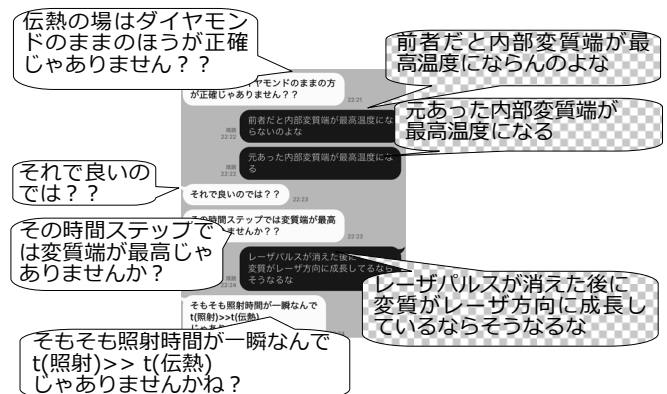 伝熱の場はダイヤモン
ドのままのほうが正確
じゃありません？？
前者だと内部変質端が最
高温度にならんのよな
ヤモンドのままの方
が正確じゃありません？？
22:21
前者だと内部変質端が最高温度にな
らないのよな
既読
22:22
元あった内部変質端が
最高温度になる
元あった内部変質端が最高温度にな
る
既読
22:22
それで良いの
では？？
それで良いのでは？？
22:23
その時間ステップで
は変質端が最高じゃ
ありませんか？
その時間ステップでは変質端が最高
ませんか？
22:23
レーザパルスが消えた後に
変質がレーザ方向に成長してるなら
そうなるな
既読
22:24
レーザパルスが消えた後に
変質がレーザ方向に成長し
ているならそうなるな
そもそも照射時間が一瞬なんで
t(照射)>>t(伝熱)
そもそも照射時間が一瞬なんで
t(照射)>> t(伝熱)
じゃありませんかね？